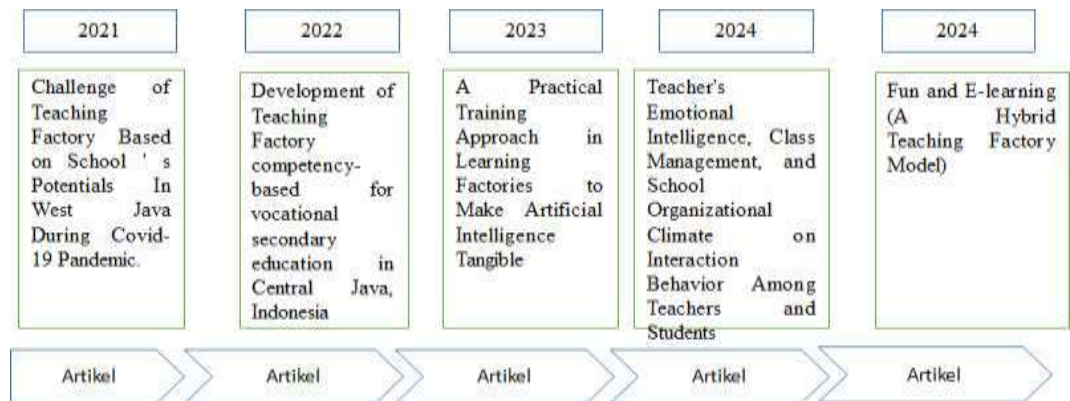 2021
2022
2023
2024
2024
Challenge of
Teaching
Factory Based
on School ' s
Potentials In
West Java
During Covid-
19 Pandemic.
Development of
Teaching
Factory
competency-
based for
vocational
secondary
education in
Central Java,
Indonesia
A Practical
Training
Approach in
Learning
Factories to
Make Artificial
Intelligence
Tangible
Teacher's
Emotional
Intelligence, Class
Management, and
School
Organizational
Climate on
Interaction
Behavior Among
Teachers and
Students
Fun and E-learning
(A Hybrid
Teaching Factory
Model)
Artikel
Artikel
Artikel
Artikel
Artikel